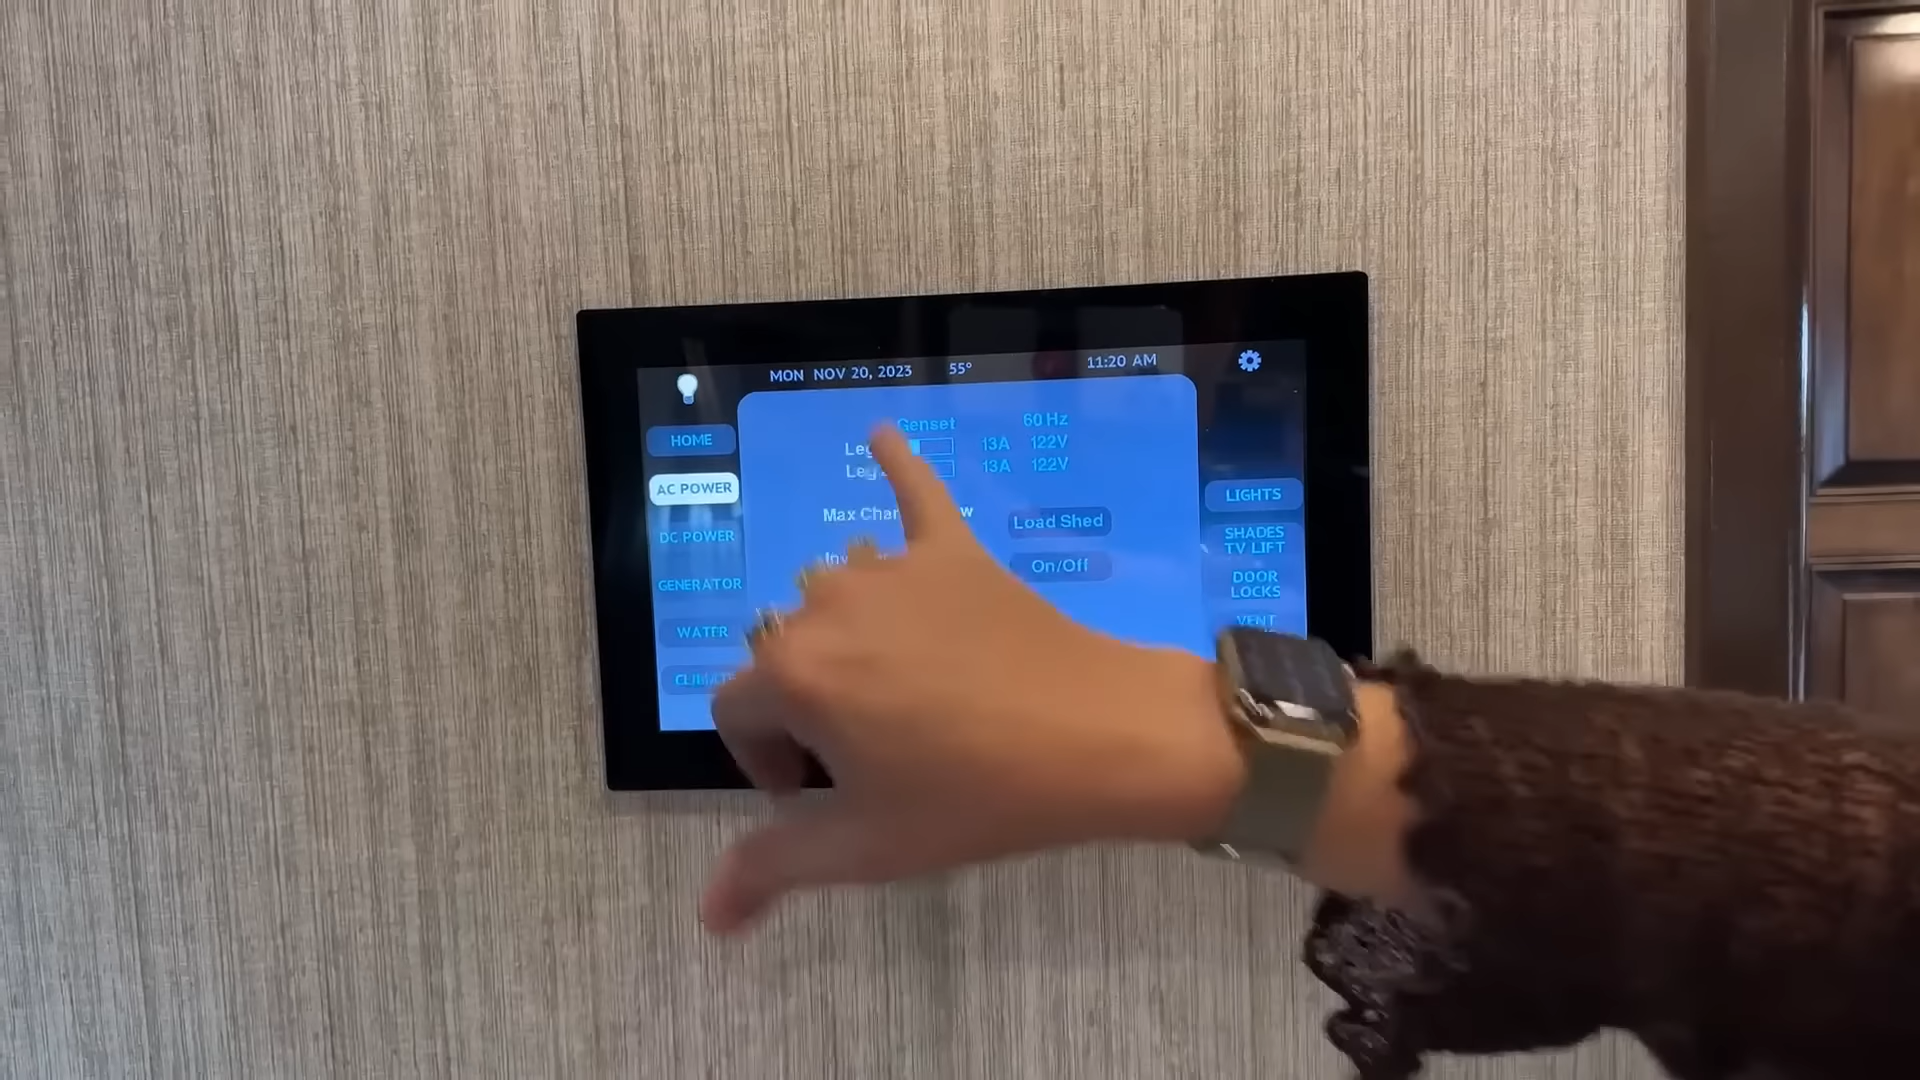 MON NOV 20, 2023 55° 11:20 AM
HOME
AC POWER
DC POWER
GENERATOR
WATER
Genset 60 Hz
13A 122V
13A 122V
Max
Load Shed
On/Off
LIGHTS
SHADES
TV LIFT
DOOR
LOCKS
VENT